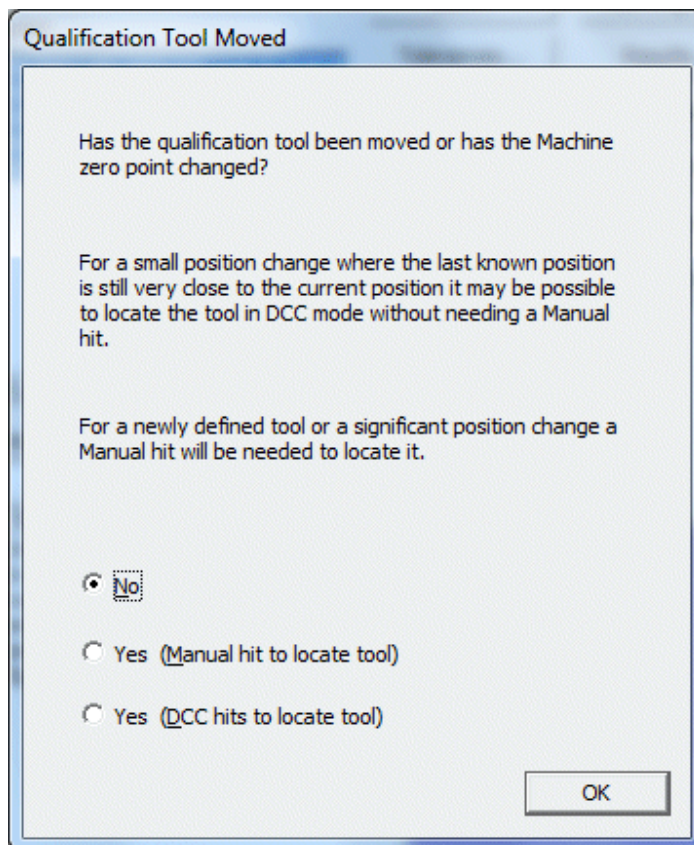 Qualification Tool Moved
Has the qualification tool been moved or has the Machine
zero point changed?
For a small position change where the last known position
is still very close to the current position it may be possible
to locate the tool in DCC mode without needing a Manual
hit.
For a newly defined tool or a significant position change a
Manual hit will be needed to locate it.
No
Yes (Manual hit to locate tool)
Yes (DCC hits to locate tool)
OK